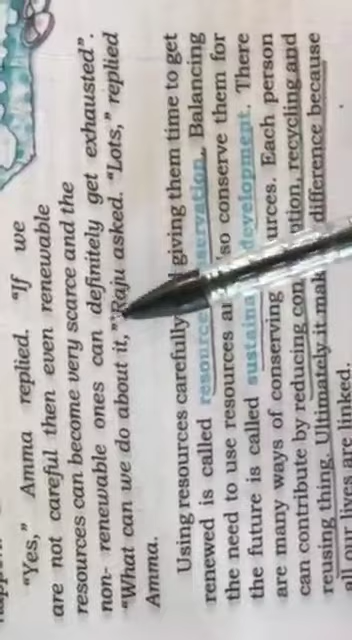 "Yes," Amma replied. "If we
are not careful then even renewable
resources can become very scarce and the
non- renewable ones can definitely get exhausted".
"What can we do about it," Raju asked. "Lots," replied
Amma.
Using resources carefully giving them time to get
renewed is called resource Balancing
the need to use resources so conserve them for
the future is called development. There
are many ways of conserving Each person
can contribute by reducing recycling and
reusing thing. Ultimately it difference because
all our lives are linked.